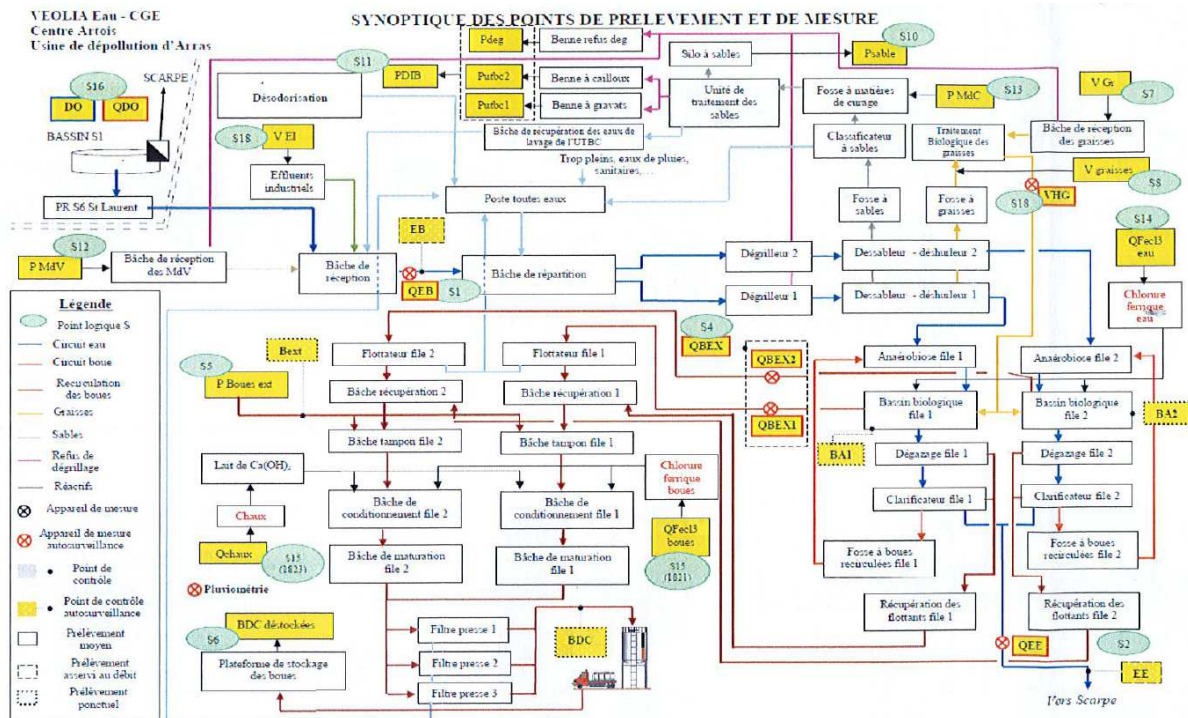 VEOLIA Eau - CGE
Centre Artois
Usine de dépollution d'Arras
SYNOPTIQUE DES POINTS DE PRELEVEMENT ET DE MESURE
S16
SCARPE
DO
QDO
BASSIN S1
PR S6 St Laurent
S11
Désodorisation
PDIB
Pdeg
Benne refus deg
Purbc2
Benne à cailloux
Purbc1
Benne à gravats
Bâche de récupération des eaux de
lavage de l'UTBC
Silo à sables
Unité de
traitement des
sables
S10
Psable
Fosse à matières
de curage
P MdC
S13
V Gr
S7
Bâche de réception
des graisses
Classificateur
à sables
Traitement
Biologique des
graisses
V graisses
S8
S18
V EI
Effluents
industriels
Trop pleins, eaux de pluies,
sanitaires,...
Poste toutes eaux
Fosse à
sables
Fosse à
graisses
VHG
S18
S14
QFecl3
eau
Chlorure
ferrique
eau
S12
P MdV
Bâche de réception
des MdV
Bâche de
réception
EB
QEB
S1
Bâche de répartition
Dégrilleur 2
Dessableur - déshuileur 2
Dégrilleur 1
Dessableur - déshuileur 1
Légende
Point logique S
Circuit eau
Circuit boue
Recirculation
des boues
Graisses
Sables
Refus de
dégrillage
Réactifs
Appareil de mesure
Appareil de mesure
autosurveillance
Point de
contrôle
Point de contrôle
autosurveillance
Prélèvement
moyen
Prélèvement
asservi au débit
Prélèvement
ponctuel
S5
P Boues ext
Bext
Flottateur file 2
Flottateur file 1
Bâche récupération 2
Bâche récupération 1
Bâche tampon file 2
Bâche tampon file 1
S4
QBEX
QBEX2
QBEX1
Anaérobiose file 1
Anaérobiose file 2
Bassin biologique
file 1
Bassin biologique
file 2
BA1
BA2
Dégazage file 1
Dégazage file 2
Clarificateur file 1
Clarificateur file 2
Fosse à boues
recirculées file 1
Fosse à boues
recirculées file 2
Récupération des
flottants file 1
Récupération des
flottants file 2
Lait de Ca(OH)2
Chaux
Qchaux
S15
(1823)
Bâche de
conditionnement file 2
Bâche de
conditionnement file 1
Chlorure
ferrique
boues
QFecl3
boues
S15
(1821)
Bâche de maturation
file 2
Bâche de maturation
file 1
Pluviométrie
S6
BDC déstockées
Plateforme de stockage
des boues
Filtre presse 1
Filtre presse 2
Filtre presse 3
BDC
QEE
S2
EE
Vers Scarpe